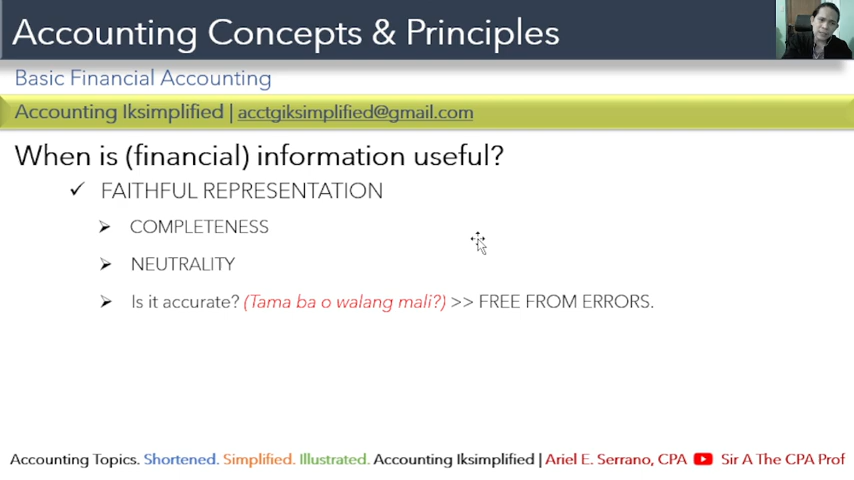 Accounting Concepts & Principles
Basic Financial Accounting
Accounting Iksimplified | acctgiksimplified@gmail.com
When is (financial) information useful?
✓ FAITHFUL REPRESENTATION
➢ COMPLETENESS
➢ NEUTRALITY
➢ Is it accurate? (Tama ba o walang mali?) >> FREE FROM ERRORS.
Accounting Topics. Shortened. Simplified. Illustrated. Accounting Iksimplified | Ariel E. Serrano, CPA Sir A The CPA Prof